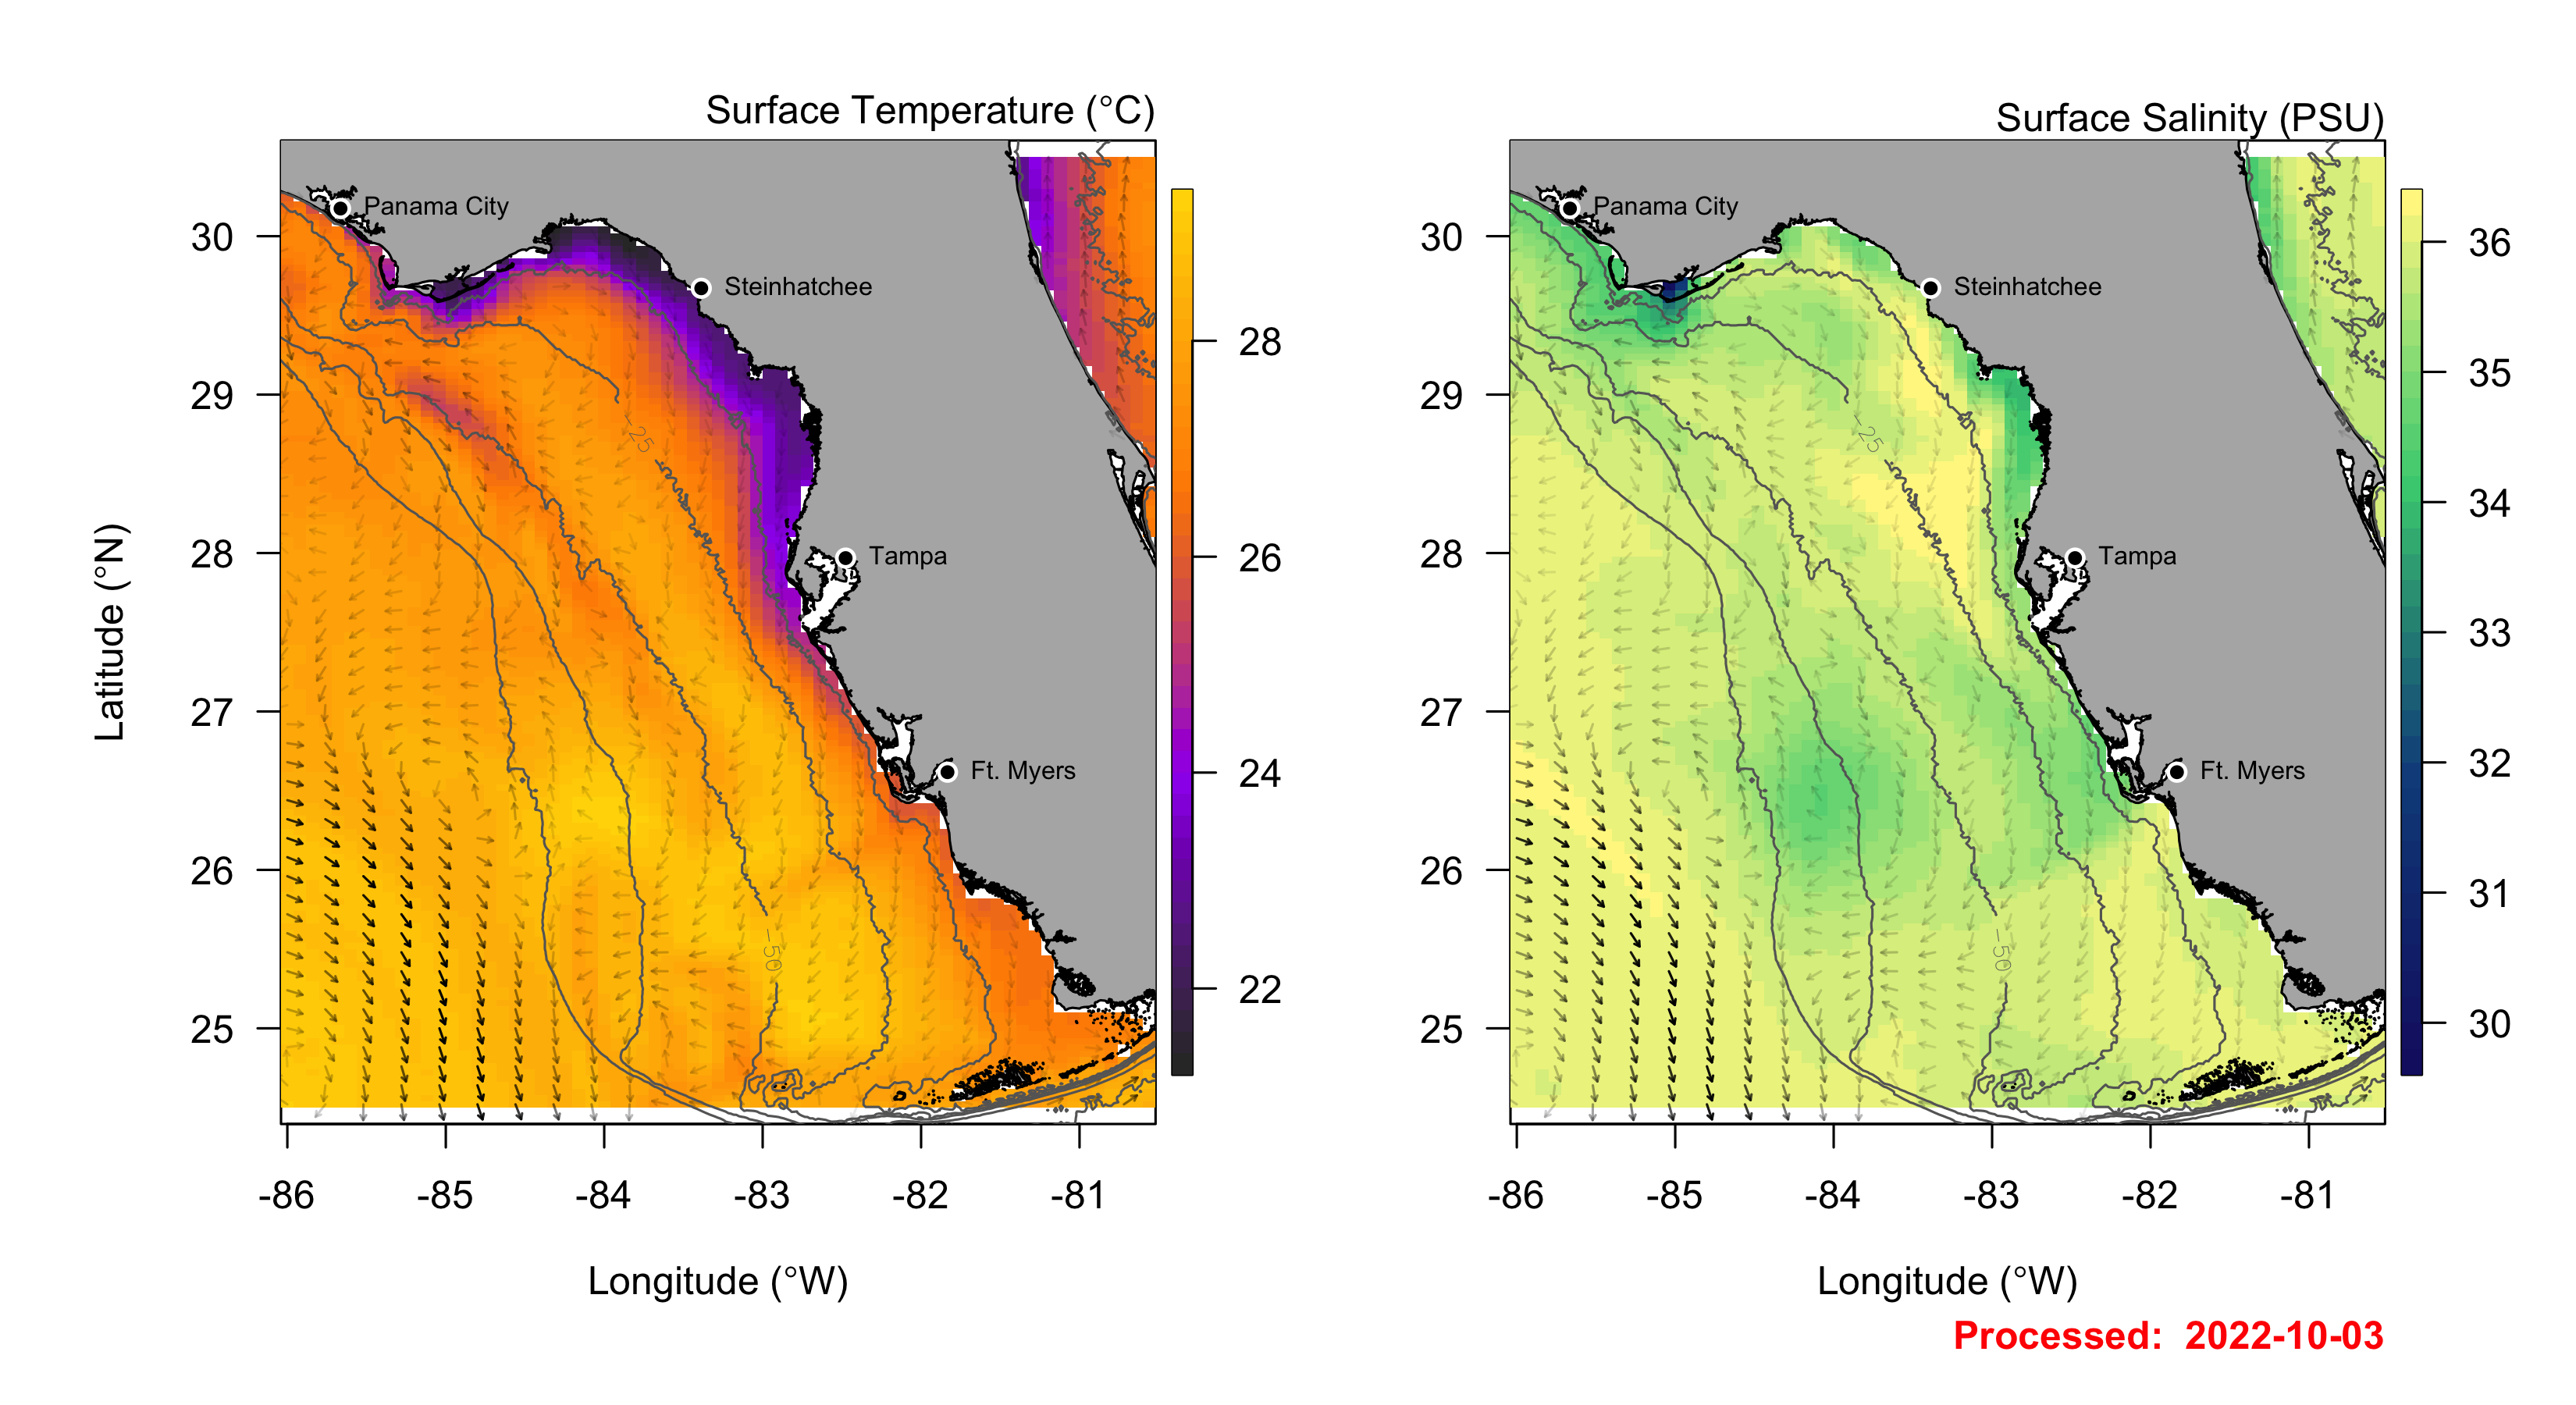 Surface Temperature (°C)
Panama City
Steinhatchee
Tampa
Ft. Myers
-25
-50
30
29
28
27
26
25
Latitude (°N)
-86 -85 -84 -83 -82 -81
Longitude (°W)
28
26
24
22
Surface Salinity (PSU)
Panama City
Steinhatchee
Tampa
Ft. Myers
-25
-50
30
29
28
27
26
25
-86 -85 -84 -83 -82 -81
Longitude (°W)
36
35
34
33
32
31
30
Processed: 2022-10-03